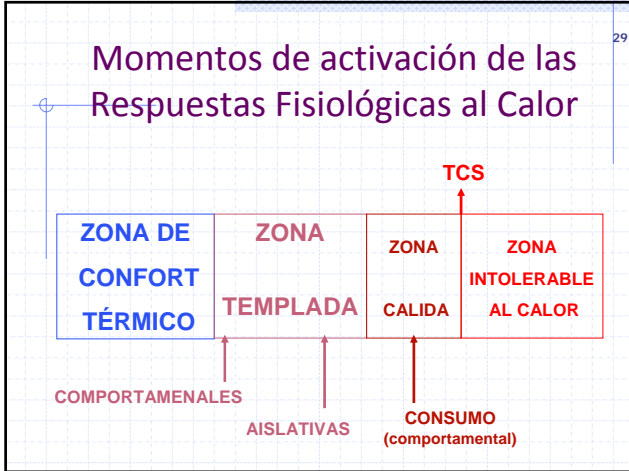 29
Momentos de activación de las
Respuestas Fisiológicas al Calor
TCS
ZONA DE
CONFORT
TÉRMICO
ZONA
TEMPLADA
ZONA
CALIDA
ZONA
INTOLERABLE
AL CALOR
COMPORTAMENALES
AISLATIVAS
CONSUMO
(comportamental)